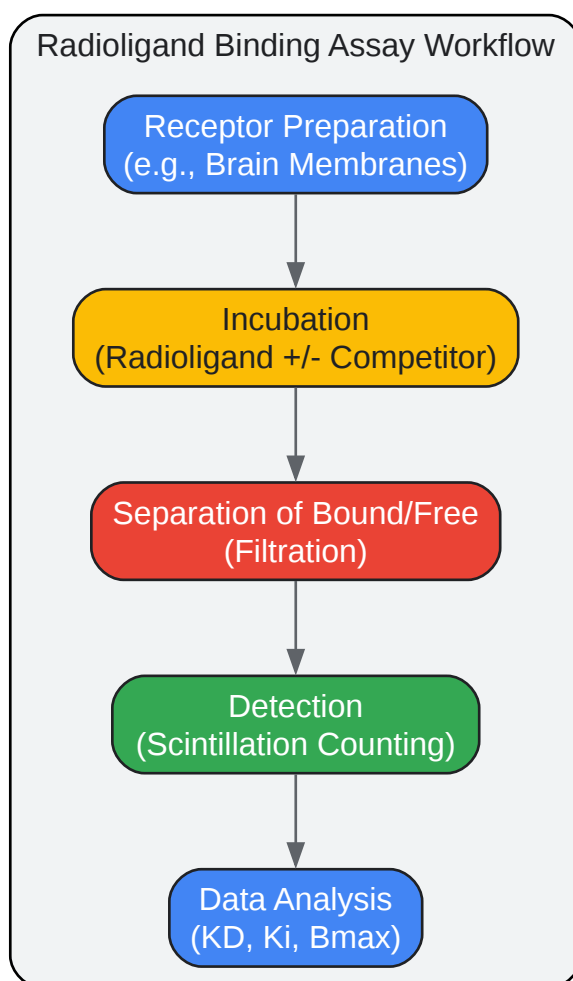 Radioligand Binding Assay Workflow
Receptor Preparation
(e.g., Brain Membranes)
Incubation
(Radioligand +/- Competitor)
Separation of Bound/Free
(Filtration)
Detection
(Scintillation Counting)
Data Analysis
(KD, Ki, Bmax)